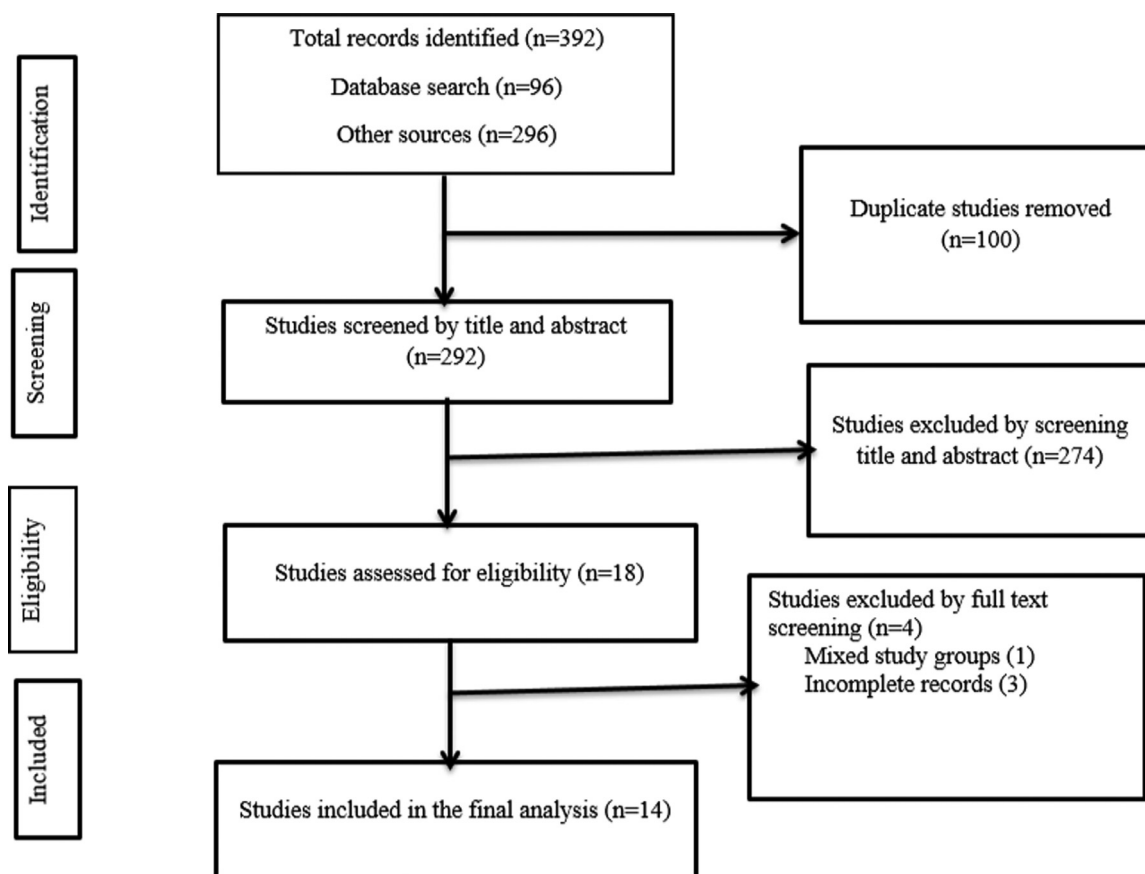 Identification
Total records identified (n=392)
Database search (n=96)
Other sources (n=296)
Duplicate studies removed
(n=100)
Screening
Studies screened by title and abstract
(n=292)
Studies excluded by screening
title and abstract (n=274)
Eligibility
Studies assessed for eligibility (n=18)
Studies excluded by full text
screening (n=4)
Mixed study groups (1)
Incomplete records (3)
Included
Studies included in the final analysis (n=14)